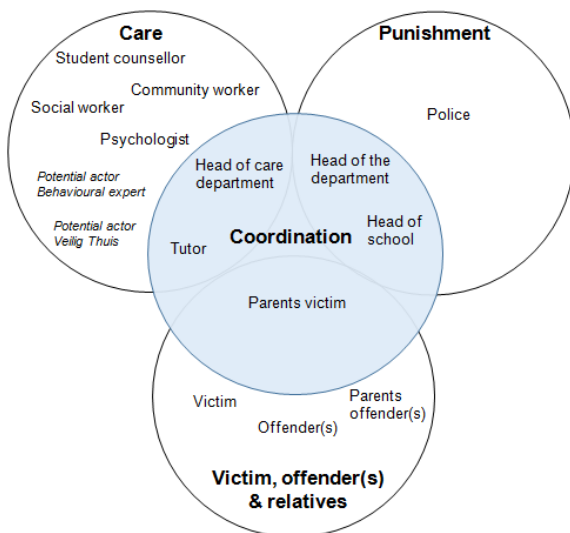 Care
Punishment
Student counsellor
Community worker
Social worker
Police
Psychologist
Head of care
department
Head of the
department
Potential actor
Behavioural expert
Potential actor
Veilig Thuis
Tutor
Coordination
Head of
school
Parents victim
Victim
Offender(s)
Parents
offender(s)
Victim, offender(s)
& relatives